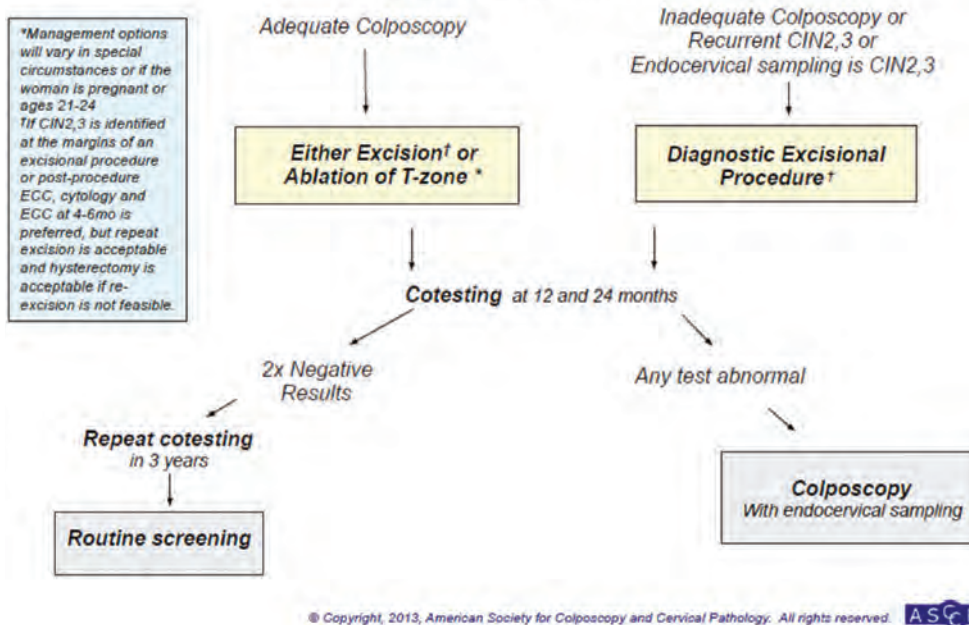 *Management options
will vary in special
circumstances or if the
woman is pregnant or
ages 21-24
†If CIN2,3 is identified
at the margins of an
excisional procedure
or post-procedure
ECC, cytology and
ECC at 4-6mo is
preferred, but repeat
excision is acceptable
and hysterectomy is
acceptable if re-
excision is not feasible.
Adequate Colposcopy
Inadequate Colposcopy or
Recurrent CIN2,3 or
Endocervical sampling is CIN2,3
Either Excision† or
Ablation of T-zone *
Diagnostic Excisional
Procedure†
Cotesting at 12 and 24 months
2x Negative
Results
Any test abnormal
Repeat cotesting
in 3 years
Colposcopy
With endocervical sampling
Routine screening
© Copyright, 2013, American Society for Colposcopy and Cervical Pathology. All rights reserved.
ASCC